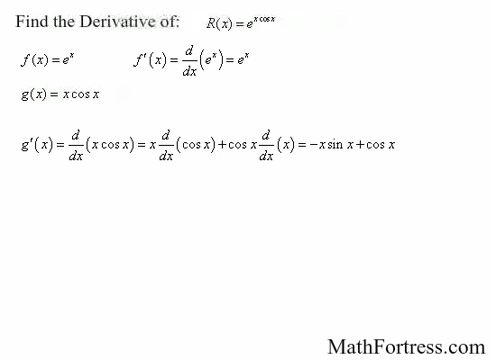 Find the Derivative of: R(x) = e^{x cos x}
f(x) = e^x f'(x) = d/dx (e^x) = e^x
g(x) = x cos x
g'(x) = d/dx (x cos x) = x d/dx (cos x) + cos x d/dx (x) = −x sin x + cos x
MathFortress.com